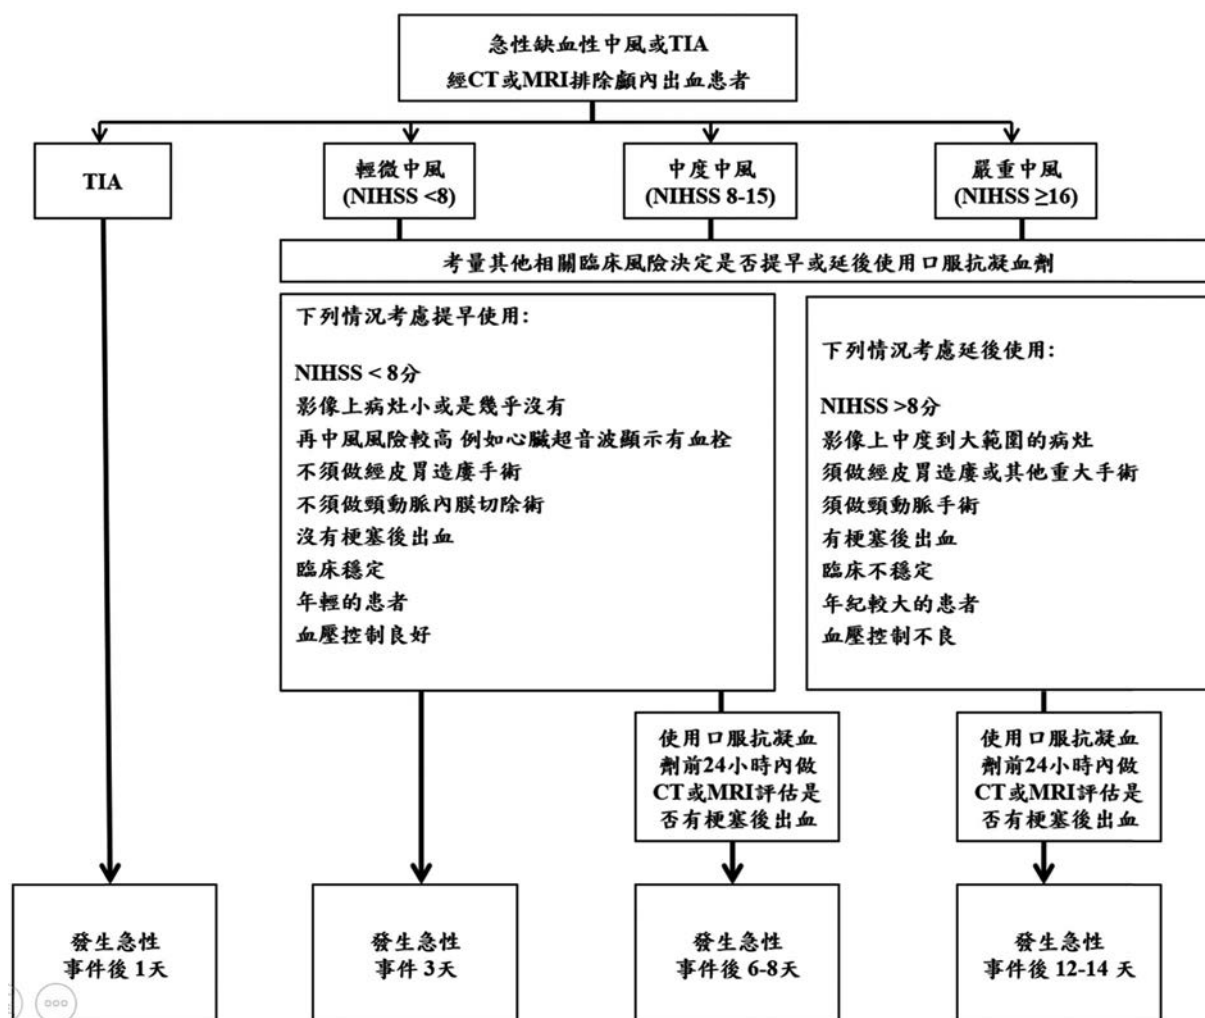 急性缺血性中風或TIA
經CT或MRI排除顱內出血患者
TIA
輕微中風
(NIHSS <8)
中度中風
(NIHSS 8-15)
嚴重中風
(NIHSS ≥16)
考量其他相關臨床風險決定是否提早或延後使用口服抗凝血劑
下列情況考慮提早使用:
NIHSS < 8分
影像上病灶小或是幾乎沒有
再中風風險較高 例如心臟超音波顯示有血栓
不須做經皮胃造廔手術
不須做頸動脈內膜切除術
沒有梗塞後出血
臨床穩定
年輕的患者
血壓控制良好
下列情況考慮延後使用:
NIHSS >8分
影像上中度到大範圍的病灶
須做經皮胃造廔或其他重大手術
須做頸動脈手術
有梗塞後出血
臨床不穩定
年紀較大的患者
血壓控制不良
使用口服抗凝血
劑前24小時內做
CT或MRI評估是
否有梗塞後出血
使用口服抗凝血
劑前24小時內做
CT或MRI評估是
否有梗塞後出血
發生急性
事件後 1天
發生急性
事件 3天
發生急性
事件後 6-8天
發生急性
事件後 12-14 天